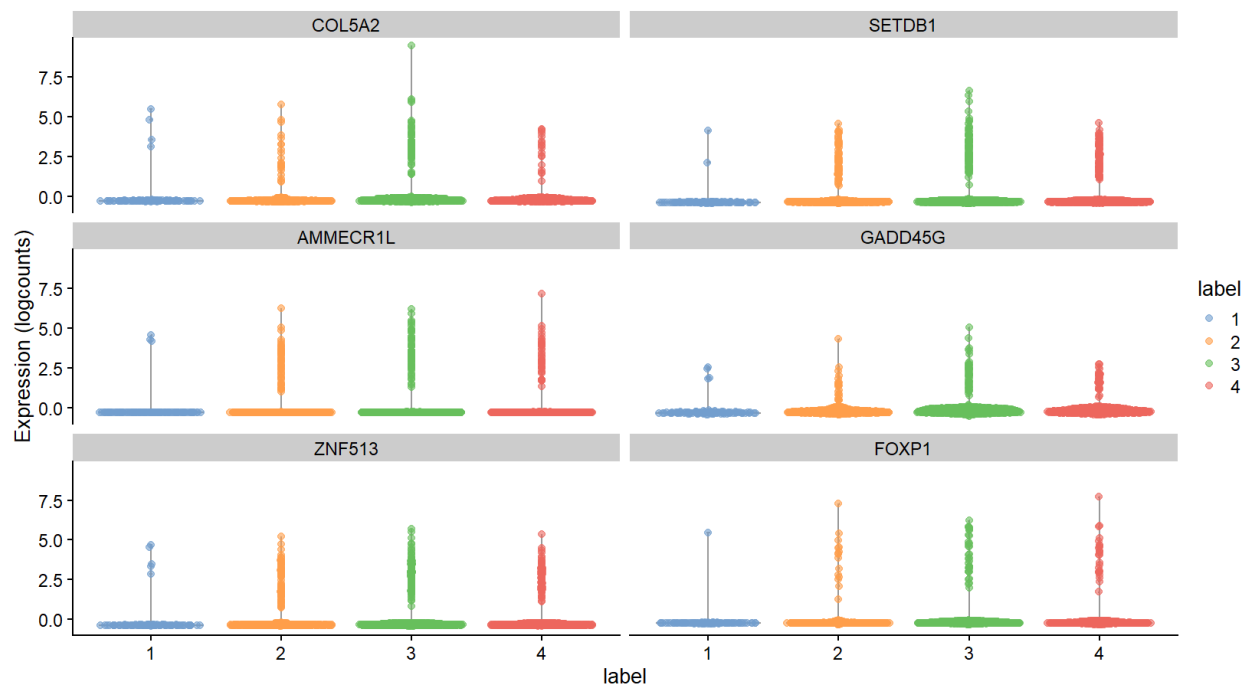 COL5A2
SETDB1
7.5
5.0
2.5
0.0
AMMECR1L
GADD45G
7.5
5.0
2.5
0.0
ZNF513
FOXP1
7.5
5.0
2.5
0.0
1
2
3
4
1
2
3
4
label
Expression (logcounts)
label
1
2
3
4